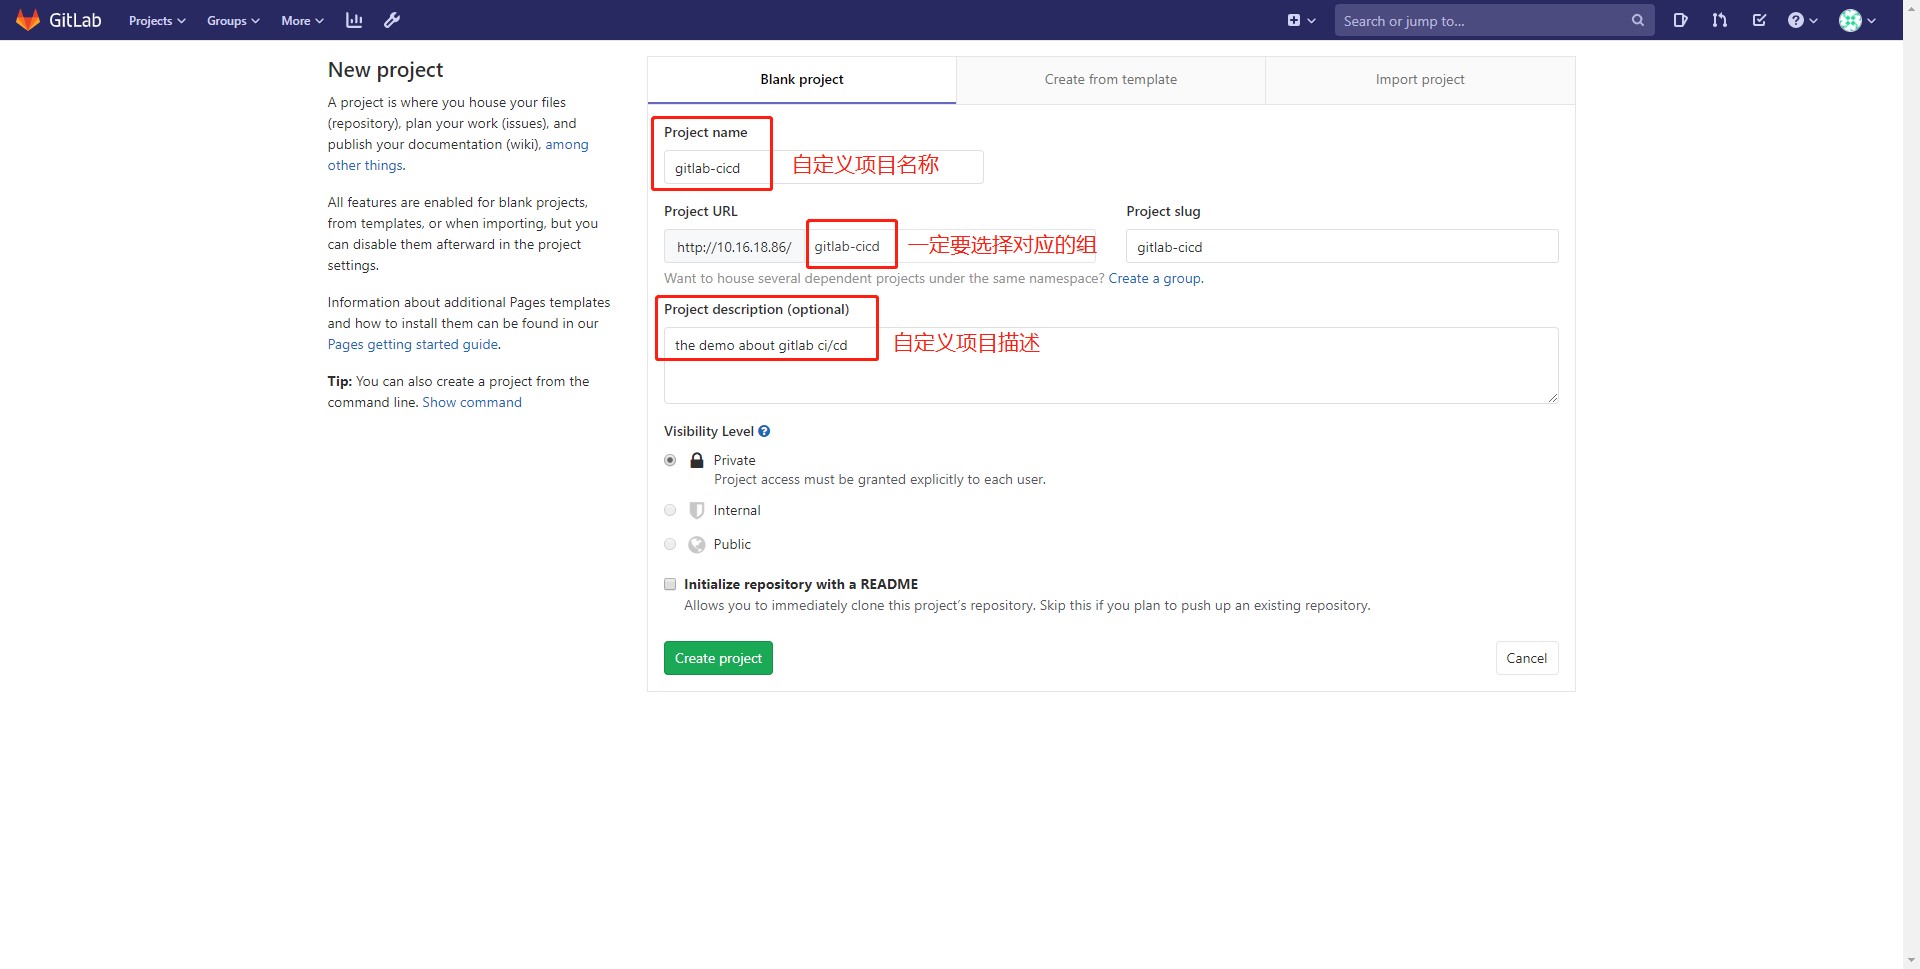 GitLab Projects Groups More Search or jump to...
New project
A project is where you house your files
(repository), plan your work (issues), and
publish your documentation (wiki), among
other things.
All features are enabled for blank projects,
from templates, or when importing, but you
can disable them afterward in the project
settings.
Information about additional Pages templates
and how to install them can be found in our
Pages getting started guide.
Tip: You can also create a project from the
command line. Show command
Blank project Create from template Import project
Project name
gitlab-cicd 自定义项目名称
Project URL Project slug
http://10.16.18.86/ gitlab-cicd 一定要选择对应的组 gitlab-cicd
Want to house several dependent projects under the same namespace? Create a group.
Project description (optional)
the demo about gitlab ci/cd 自定义项目描述
Visibility Level
Private
Project access must be granted explicitly to each user.
Internal
Public
Initialize repository with a README
Allows you to immediately clone this project's repository. Skip this if you plan to push up an existing repository.
Create project Cancel